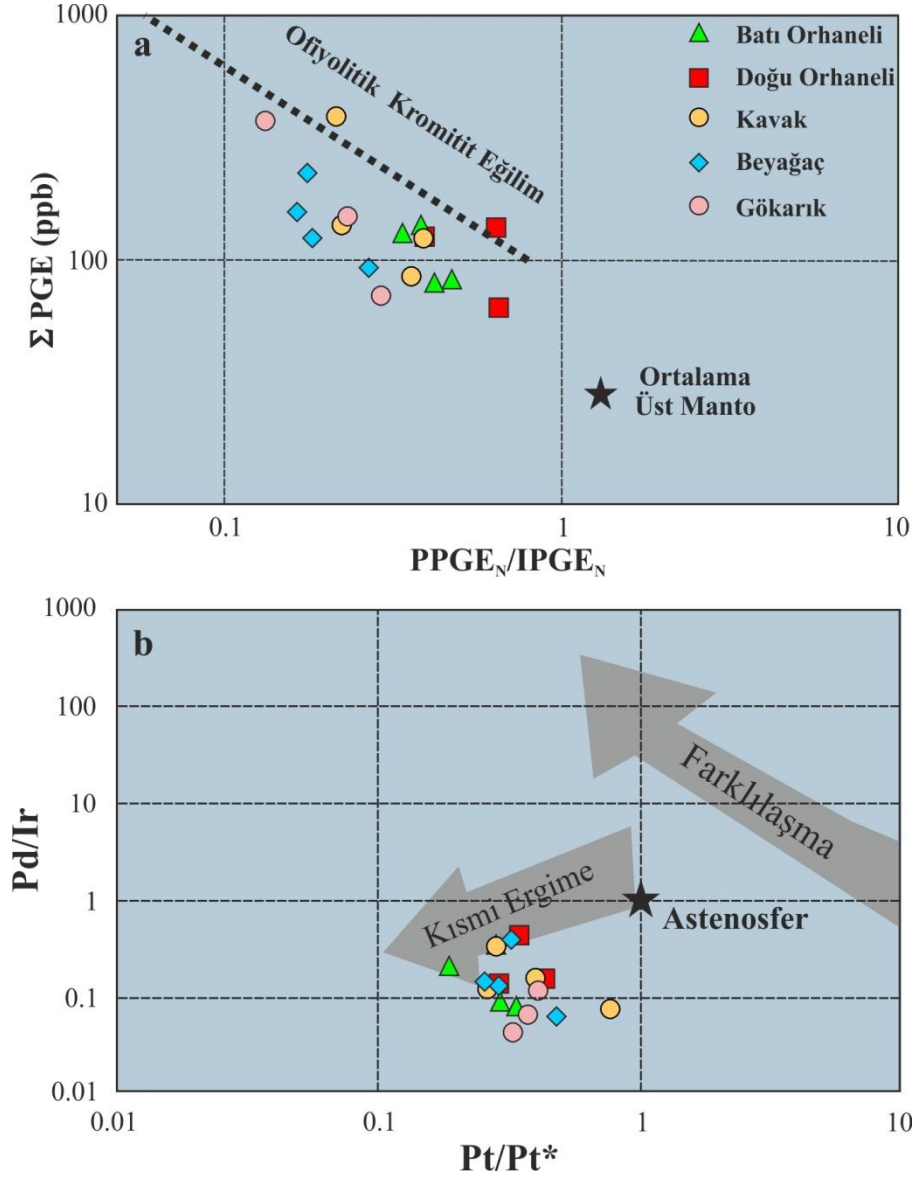 a
1000
100
10
Σ PGE (ppb)
Ofiyolitik Kromitit Eğilim
Batı Orhaneli
Doğu Orhaneli
Kavak
Beyağaç
Gökarık
Ortalama
Üst Manto
0.1
1
10
PPGE_N/IPGE_N
b
1000
100
10
1
0.1
0.01
Pd/Ir
Farklılaşma
Kısmi Ergime
Astenosfer
0.01
0.1
1
10
Pt/Pt*